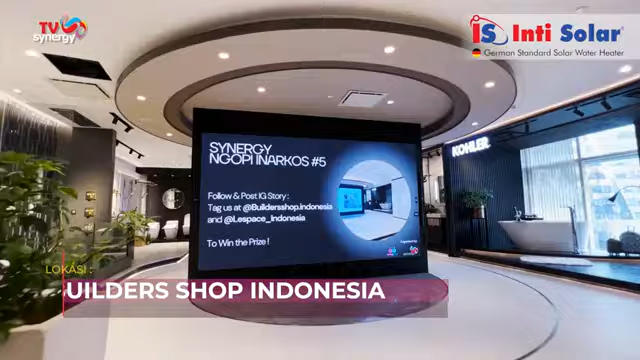 TV
synergy
IS Inti Solar®
German Standard Solar Water Heater
SYNERGY
NGOPI INARKOS #5
Follow & Post IG Story :
Tag us at @Buildersshop.indonesia
and @Lespace_Indonesia
To Win the Prize !
KOHLER
LOKASI :
UILDERS SHOP INDONESIA